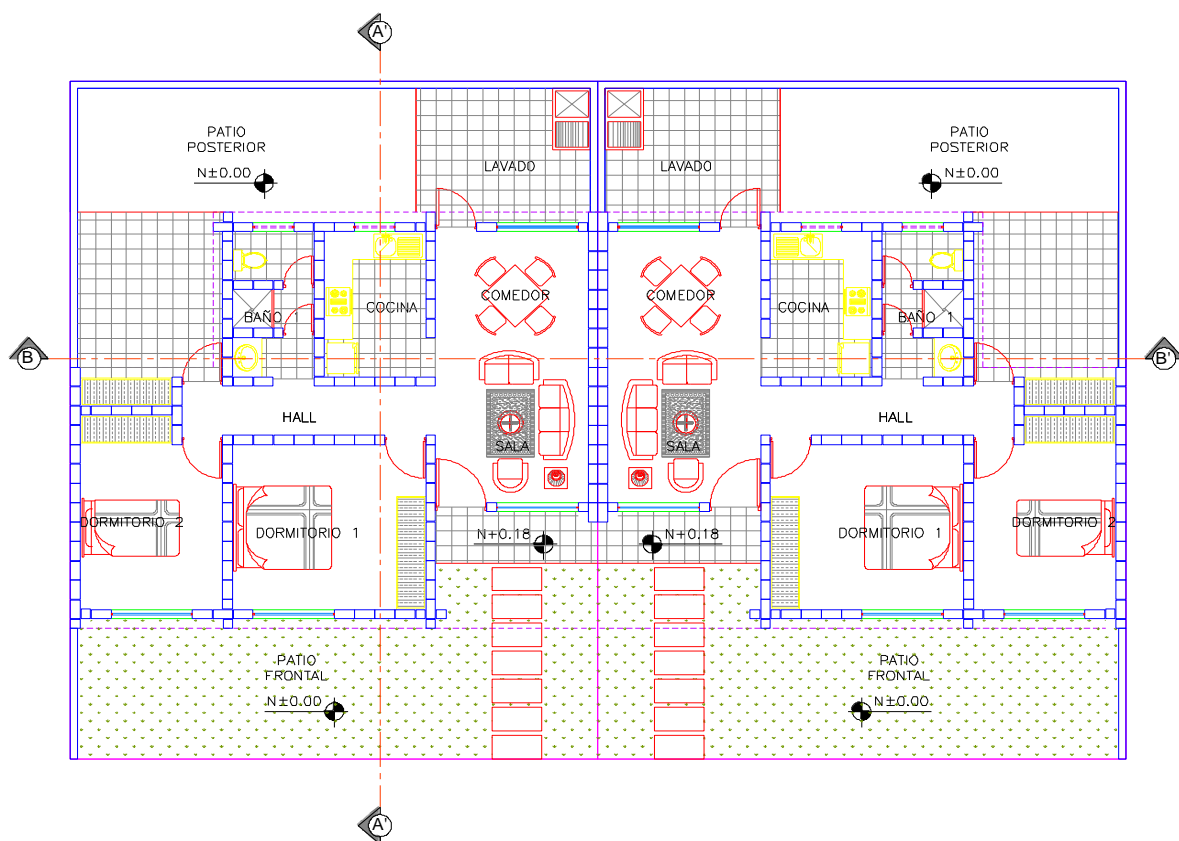 A'
PATIO
POSTERIOR
N±0.00
LAVADO
LAVADO
PATIO
POSTERIOR
N±0.00
COMEDOR
COMEDOR
COCINA
COCINA
BAÑO 1
BAÑO 1
B
B'
HALL
HALL
SALA
SALA
DORMITORIO 2
DORMITORIO 1
DORMITORIO 1
DORMITORIO 2
N+0.18
N+0.18
PATIO
FRONTAL
N±0.00
PATIO
FRONTAL
N±0.00
A'